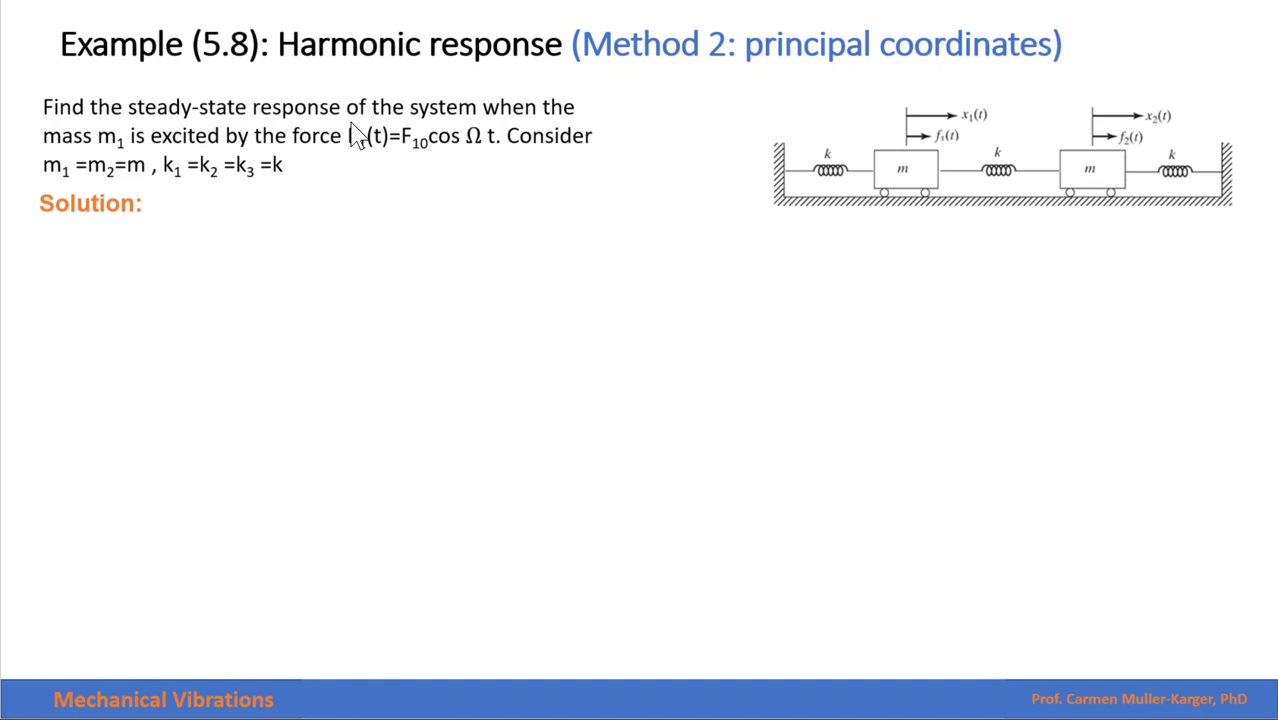 Example (5.8): Harmonic response (Method 2: principal coordinates)
Find the steady-state response of the system when the
mass m₁ is excited by the force (t)=F₁₀cos Ω t. Consider
m₁ =m₂=m , k₁ =k₂ =k₃ =k
Solution:
x₁(t)
f₁(t)
x₂(t)
f₂(t)
k
m
k
m
k
Mechanical Vibrations
Prof. Carmen Muller-Karger, PhD